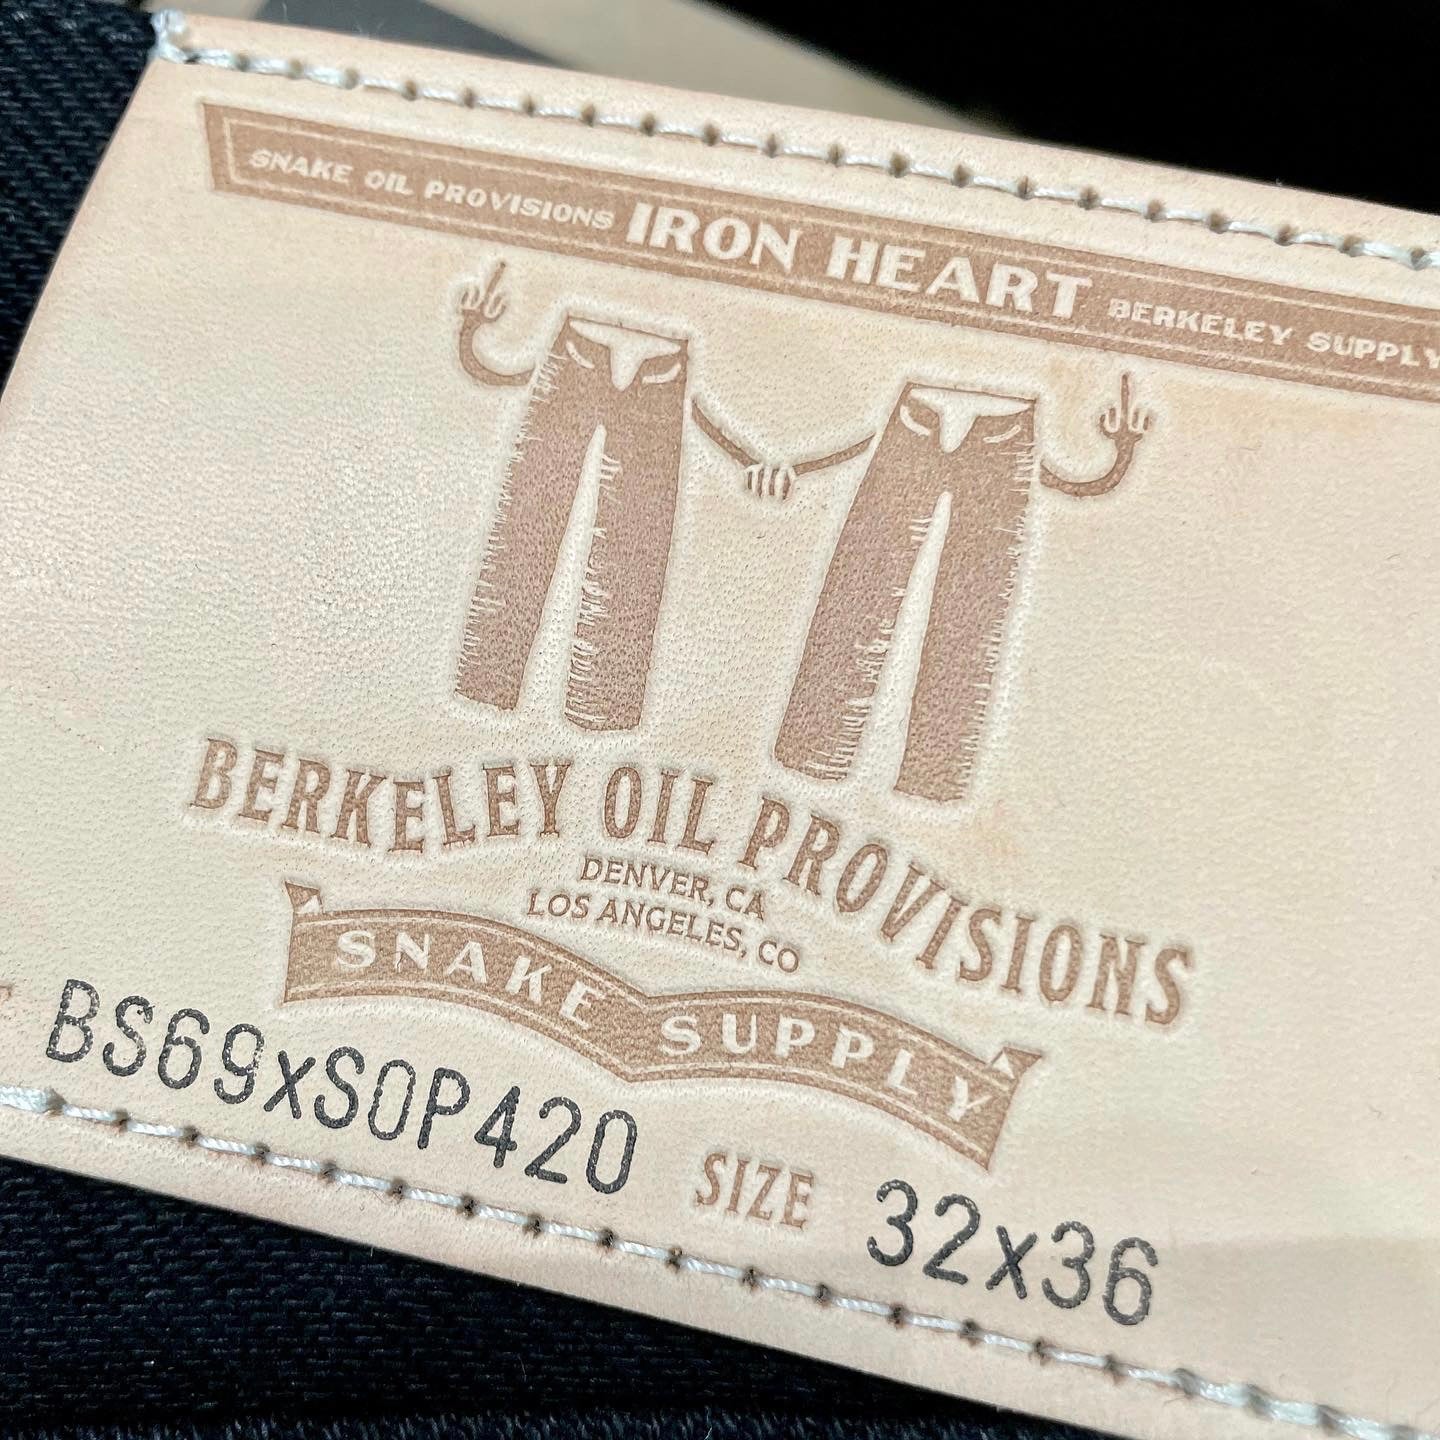 SNAKE OIL PROVISIONS IRON HEART BERKELEY SUPPLY
BERKELEY OIL PROVISIONS
DENVER, CA
LOS ANGELES, CO
SNAKE SUPPLY
BS69xSOP420 SIZE 32x36